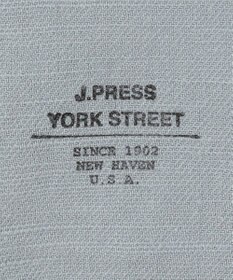 J.PRESS
YORK STREET
SINCE 1902
NEW HAVEN
U.S.A.